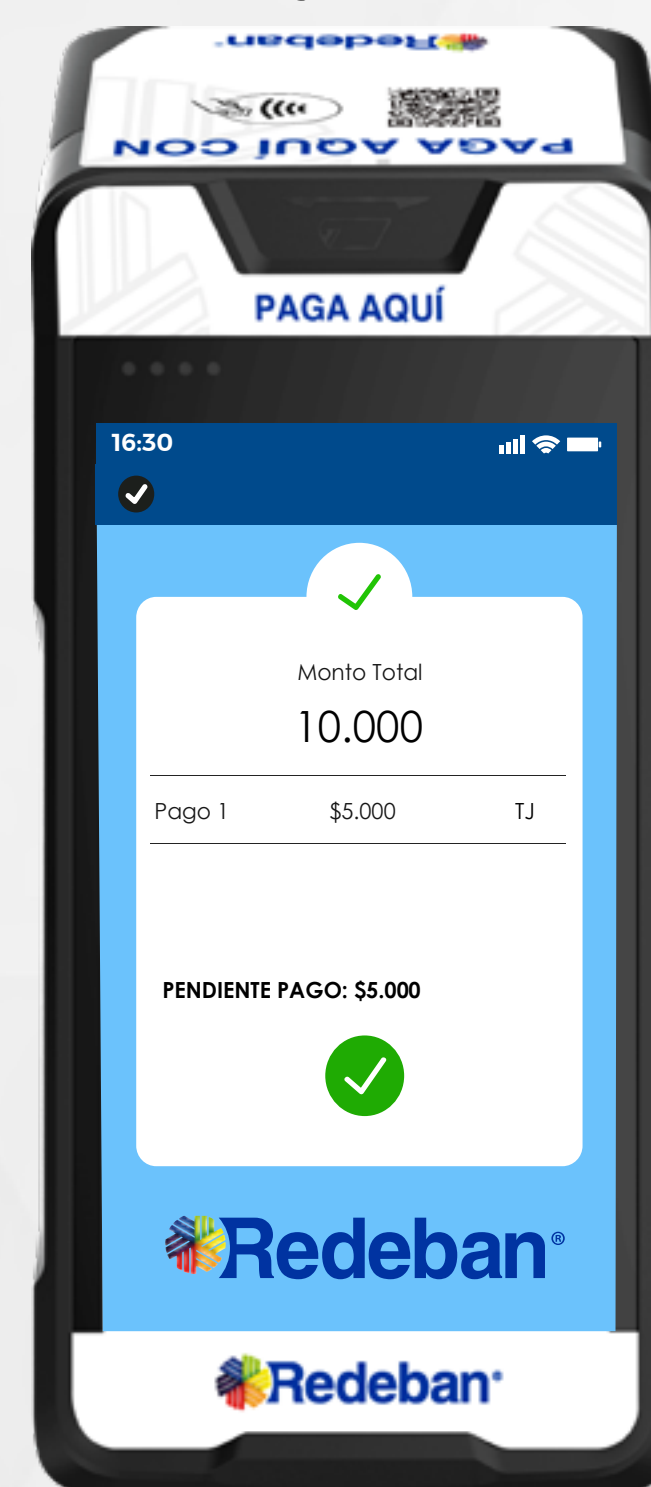 Redeban
PAGA AQUÍ CON
PAGA AQUÍ
16:30
Monto Total
10.000
Pago 1 $5.000 TJ
PENDIENTE PAGO: $5.000
Redeban®
Redeban